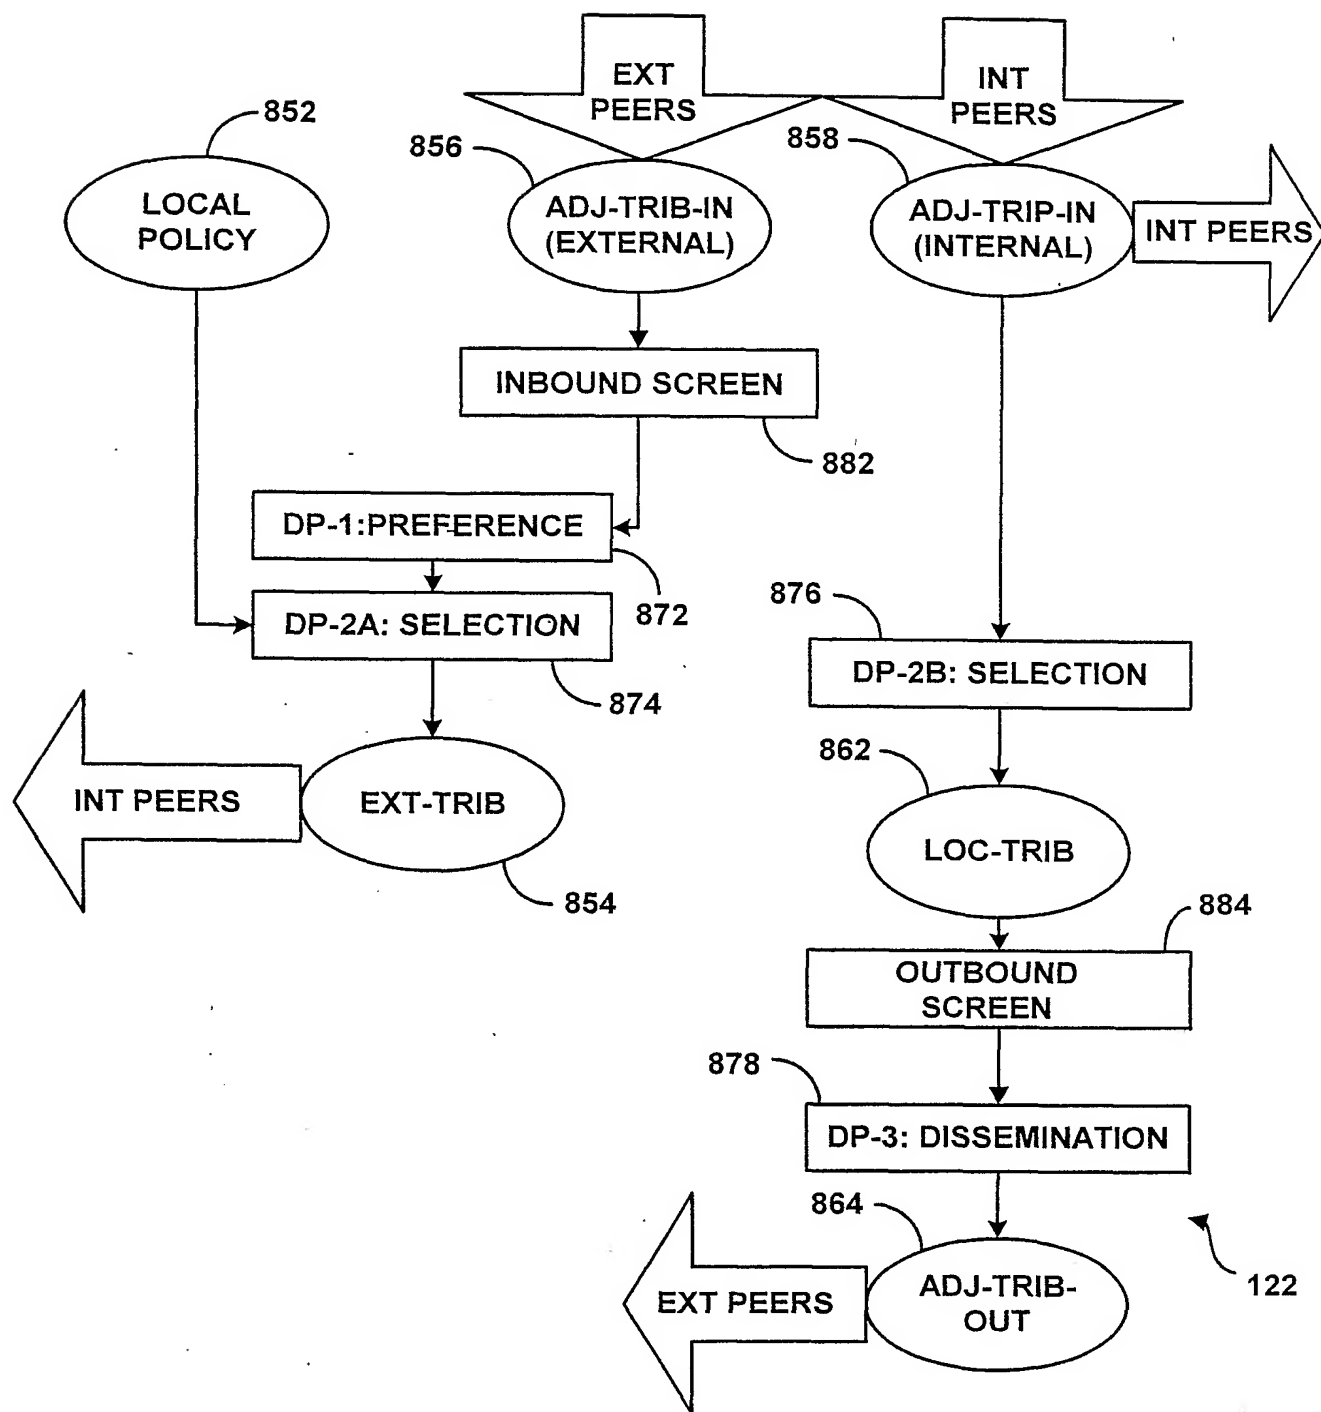 EXT
PEERS
INT
PEERS
852
856
858
LOCAL
POLICY
ADJ-TRIB-IN
(EXTERNAL)
ADJ-TRIP-IN
(INTERNAL)
INT PEERS
INBOUND SCREEN
882
DP-1:PREFERENCE
872
DP-2A: SELECTION
874
876
DP-2B: SELECTION
INT PEERS
EXT-TRIB
854
862
LOC-TRIB
884
OUTBOUND
SCREEN
878
DP-3: DISSEMINATION
864
EXT PEERS
ADJ-TRIB-
OUT
122